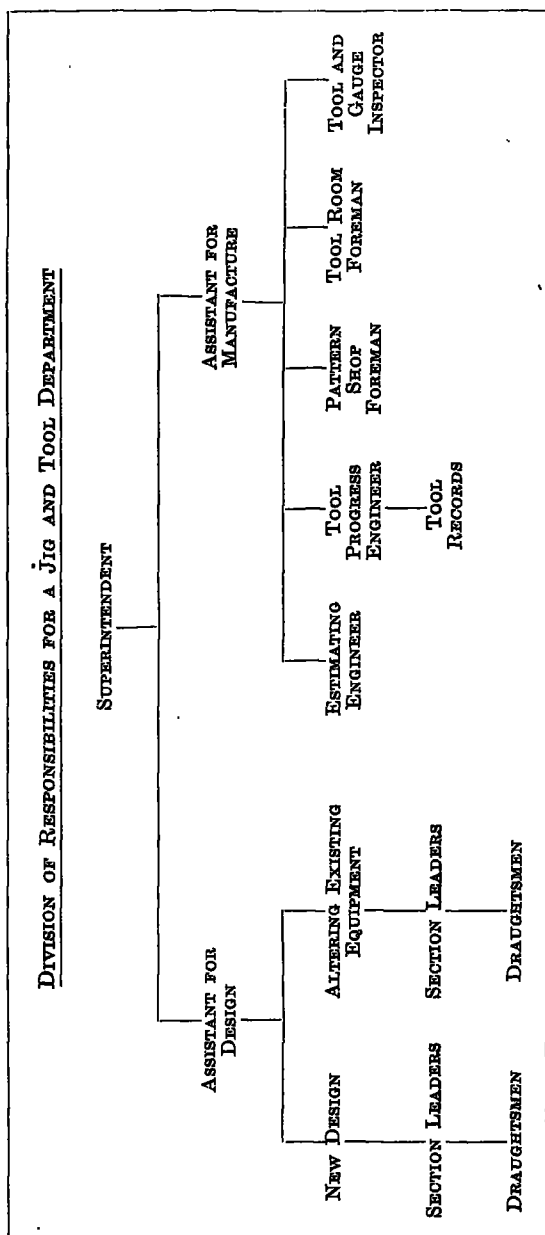 Division of Responsibilities for a Jig and Tool Department
Superintendent
Assistant for
Design
Assistant for
Manufacture
New Design
Altering Existing
Equipment
Estimating
Engineer
Tool
Progress
Engineer
Pattern
Shop
Foreman
Tool Room
Foreman
Tool and
Gauge
Inspector
Section Leaders
Section Leaders
Tool
Records
Draughtsmen
Draughtsmen